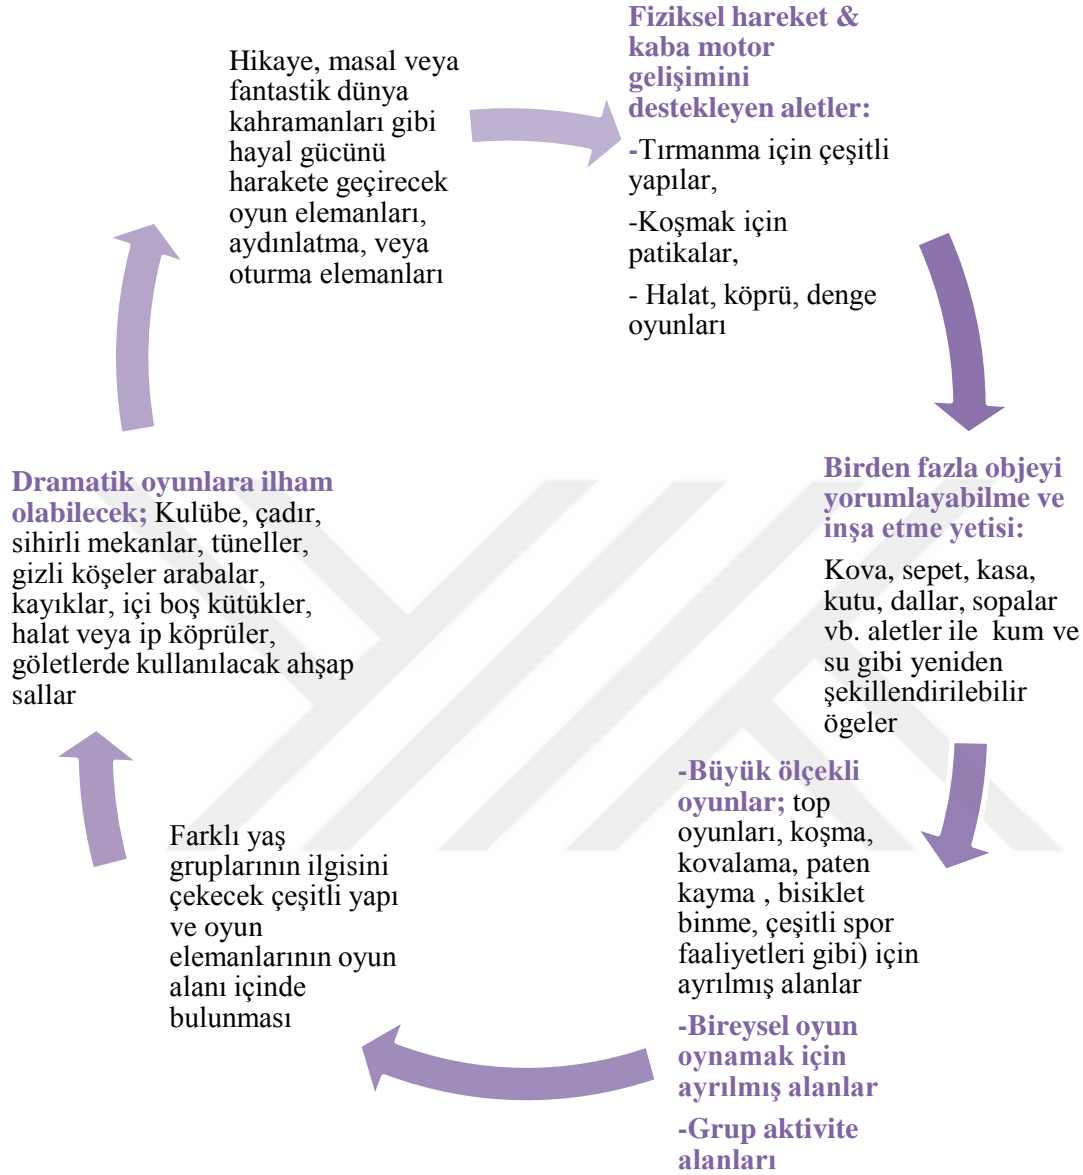 Fiziksel hareket &
kaba motor
gelişimini
destekleyen aletler:
-Tırmanma için çeşitli
yapılar,
-Koşmak için
patikalar,
- Halat, köprü, denge
oyunları
Birden fazla objeyi
yorumlayabilme ve
inşa etme yetisi:
Kova, sepet, kasa,
kutu, dallar, sopalar
vb. aletler ile kum ve
su gibi yeniden
şekillendirilebilir
ögeler
-Büyük ölçekli
oyunlar; top
oyunları, koşma,
kovalama, paten
kayma , bisiklet
binme, çeşitli spor
faaliyetleri gibi) için
ayrılmış alanlar
-Bireysel oyun
oynamak için
ayrılmış alanlar
-Grup aktivite
alanları
Farklı yaş
gruplarının ilgisini
çekecek çeşitli yapı
ve oyun
elemanlarının oyun
alanı içinde
bulunması
Dramatik oyunlara ilham
olabilecek; Kulübe, çadır,
sihirli mekanlar, tüneller,
gizli köşeler arabalar,
kayıklar, içi boş kütükler,
halat veya ip köprüler,
göletlerde kullanılacak ahşap
sallar
Hikaye, masal veya
fantastik dünya
kahramanları gibi
hayal gücünü
harakete geçirecek
oyun elemanları,
aydınlatma, veya
oturma elemanları